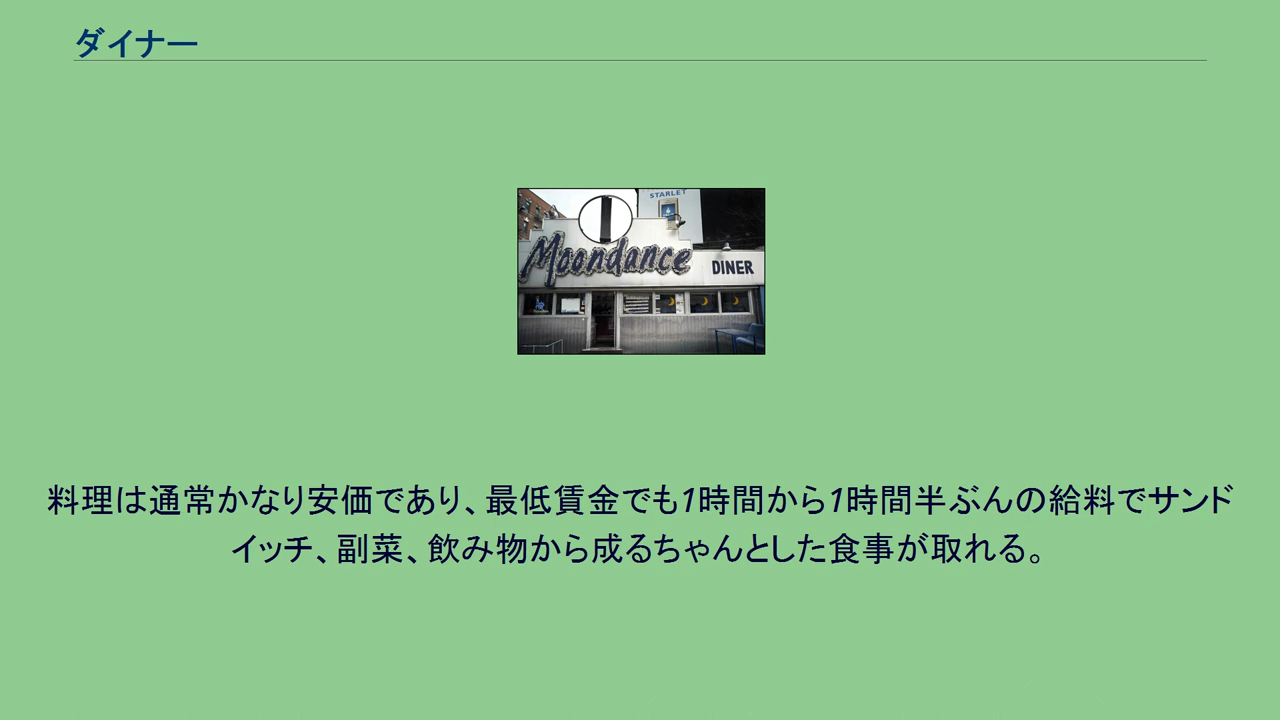 ダイナー
STARLET
Moondance
DINER
料理は通常かなり安価であり、最低賃金でも1時間から1時間半ぶんの給料でサンド
イッチ、副菜、飲み物から成るちゃんとした食事が取れる。